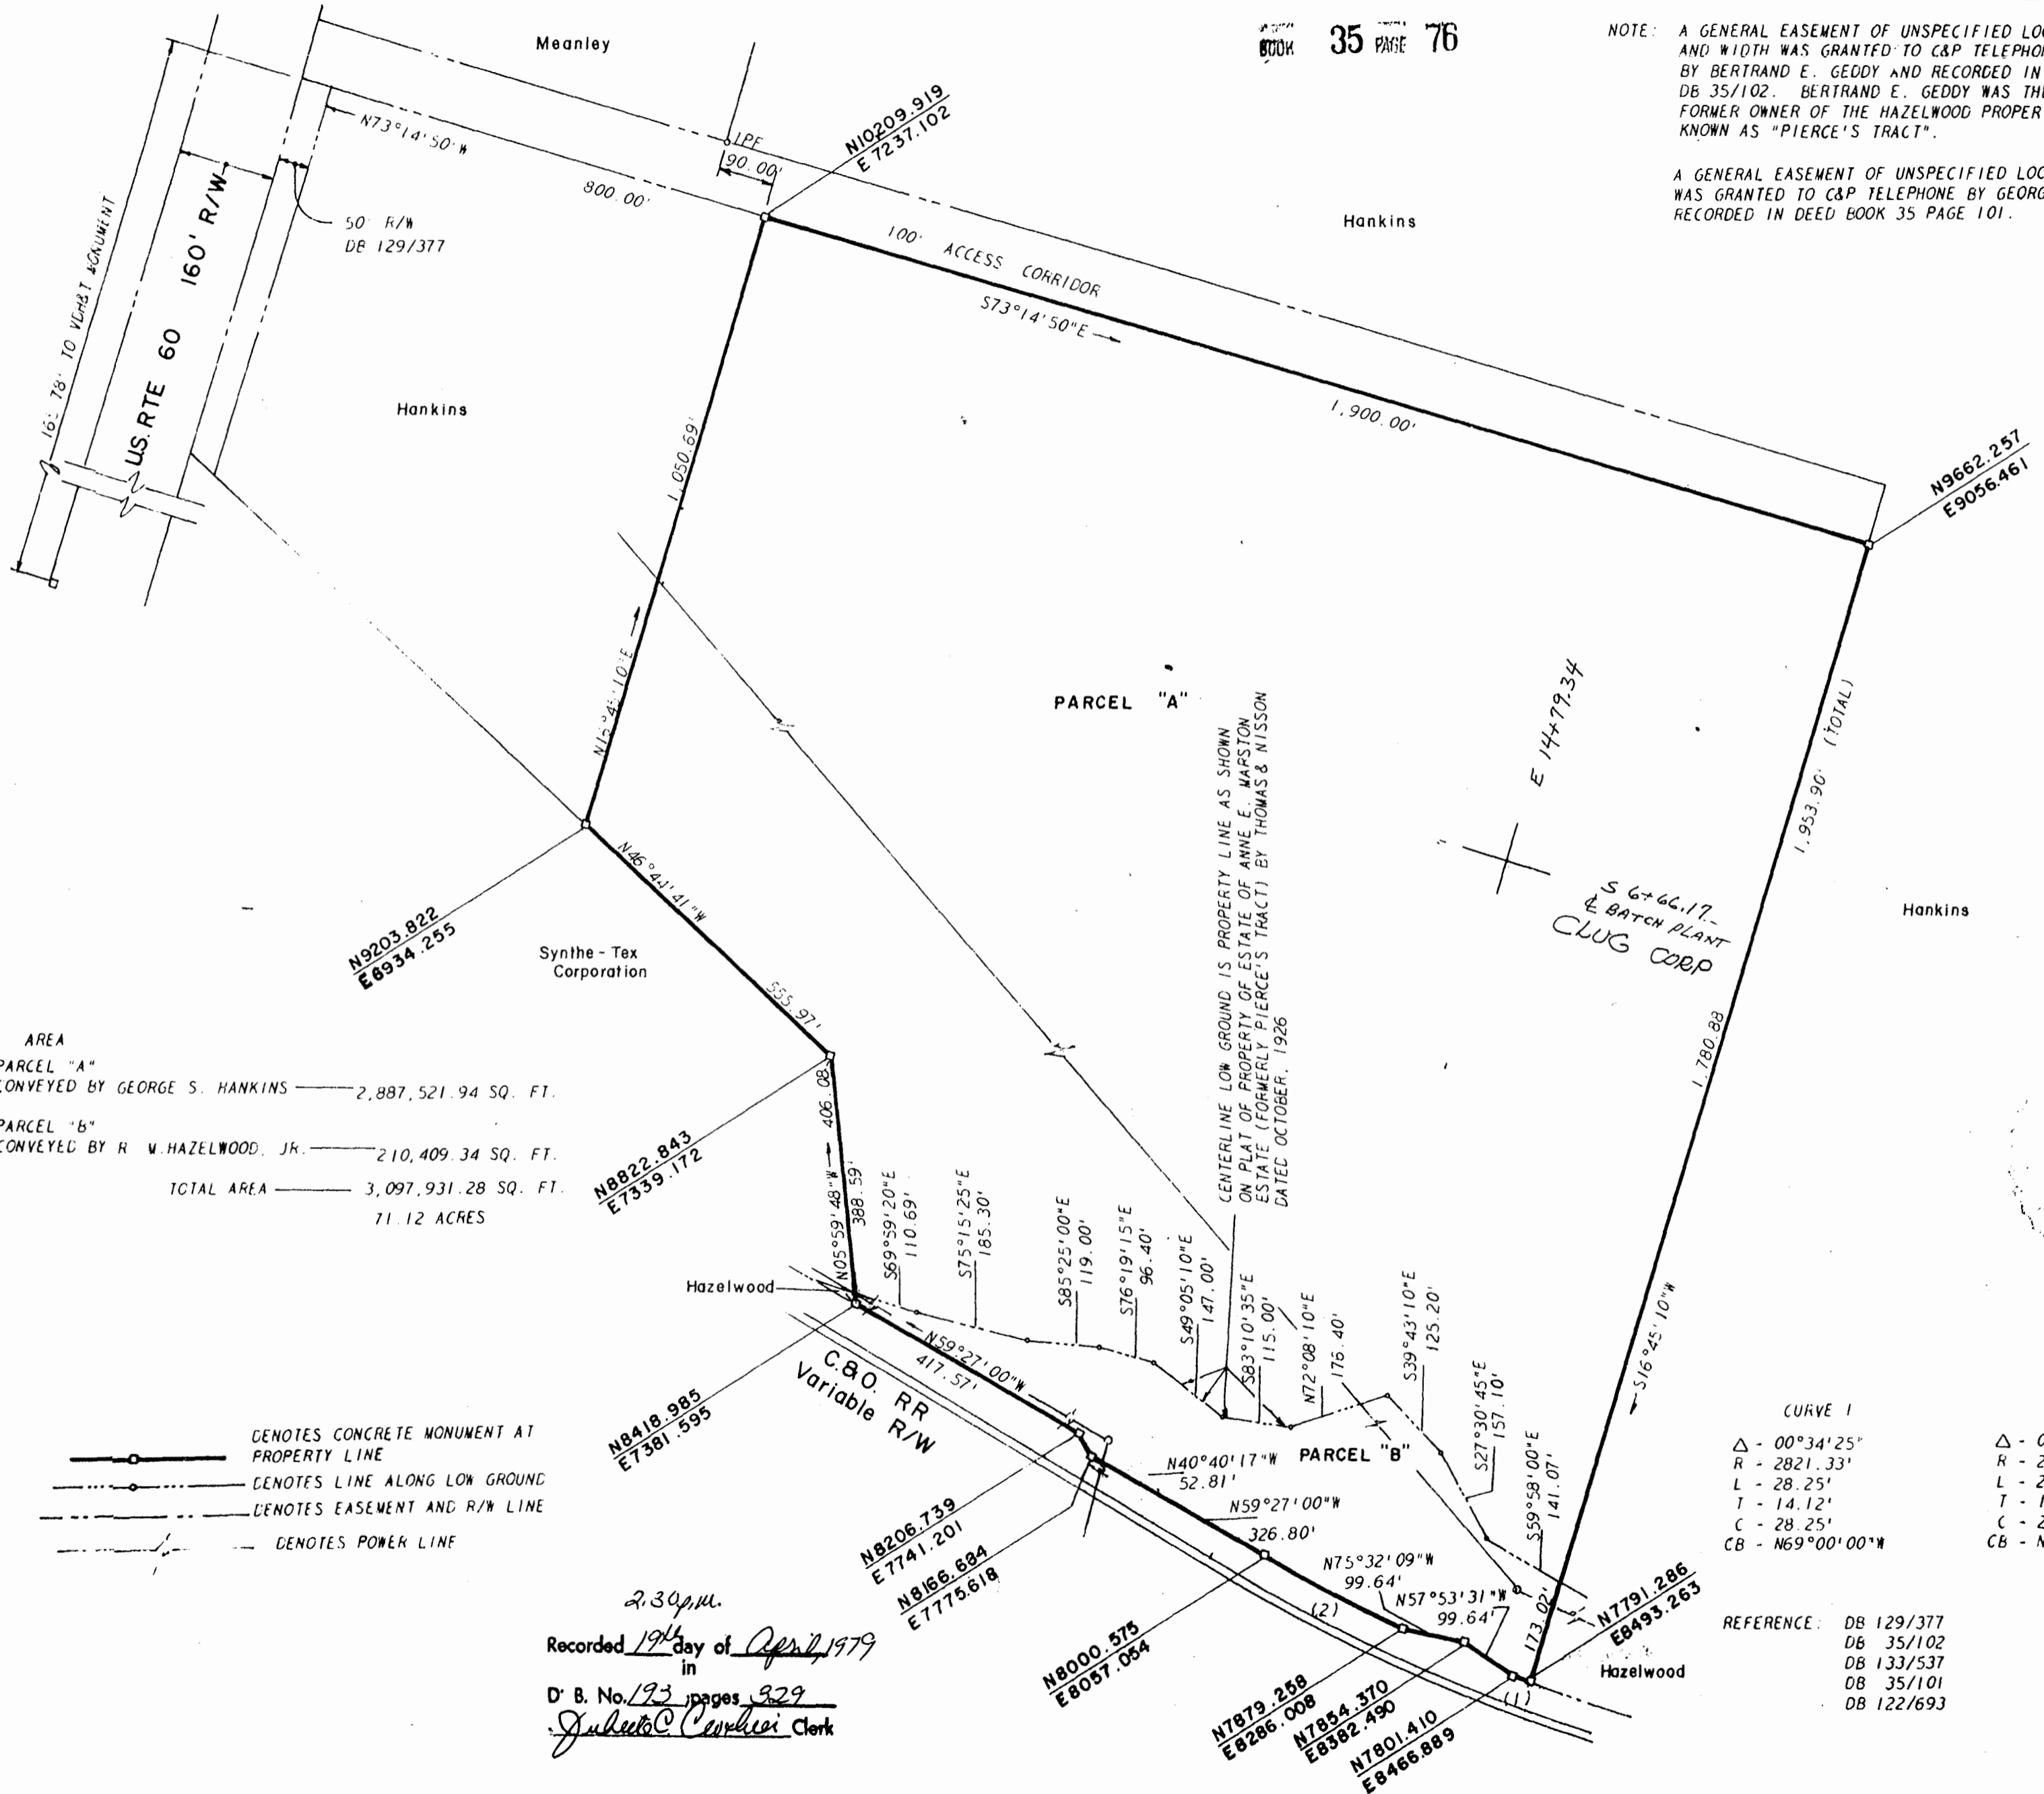 BOOK 35 PAGE 76
NOTE: A GENERAL EASEMENT OF UNSPECIFIED
AND WIDTH WAS GRANTED TO C&P
BY BERTRAND E. GEDDY AND RECORDED IN
DB 35/102. BERTRAND E. GEDDY WAS
FORMER OWNER OF THE HAZELWOOD
KNOWN AS "PIERCE'S TRACT".
A GENERAL EASEMENT OF UNSPECIFIED
WAS GRANTED TO C&P TELEPHONE BY
RECORDED IN DEED BOOK 35 PAGE 101.
Meanley
N73°14'50"W
IPF
90.00'
800.00'
N10209.919
E 7237.102
Hankins
50' R/W
DB 129/377
TO MONUMENT
U.S. RTE 60 160' R/W
100' ACCESS CORRIDOR
S73°14'50"E
1,900.00'
N9662.257
E9056.461
Hankins
1,050.69'
PARCEL "A"
E 14+79.34
S 6+66.17
℄ BATCH PLANT
CLUG CORP
1,953.90' (TOTAL)
Hankins
CENTERLINE LOW GROUND IS PROPERTY LINE AS SHOWN
ON PLAT OF PROPERTY OF ESTATE OF ANNE E. MARSTON
ESTATE (FORMERLY PIERCE'S TRACT) BY THOMAS & NISSON
DATED OCTOBER, 1926
N46°44'41"W
555.97'
N9203.822
E6934.255
Synthe-Tex
Corporation
1,780.88
S16°45'10"W
AREA
PARCEL "A"
CONVEYED BY GEORGE S. HANKINS 2,887,521.94 SQ. FT.
PARCEL "B"
CONVEYED BY R W. HAZELWOOD, JR. 210,409.34 SQ. FT.
TOTAL AREA 3,097,931.28 SQ. FT.
71.12 ACRES
N8822.843
E7339.172
406.08
N05°59'48"W
388.59'
S69°59'20"E
110.69'
S75°15'25"E
185.30'
S85°25'00"E
119.00'
S76°19'15"E
96.40'
S49°05'10"E
147.00'
S83°10'35"E
115.00'
N72°08'10"E
176.40'
S39°43'10"E
125.20'
S27°30'45"E
157.10'
S59°58'00"E
141.07'
Hazelwood
N59°27'00"W
417.57'
C.&O. RR
Variable R/W
N8418.985
E7381.595
PARCEL "B"
N40°40'17"W
52.81'
N59°27'00"W
326.80'
N75°32'09"W
99.64'
N57°53'31"W
99.64'
173.02'
(2)
(1)
N8206.739
E7741.201
N8166.684
E7775.618
N8000.575
E8057.054
N7879.258
E8286.008
N7854.370
E8382.490
N7801.410
E8466.889
N7791.286
E8493.263
Hazelwood
DENOTES CONCRETE MONUMENT AT
PROPERTY LINE
DENOTES LINE ALONG LOW GROUND
DENOTES EASEMENT AND R/W LINE
DENOTES POWER LINE
CURVE 1
Δ - 00°34'25"
R - 2821.33'
L - 28.25'
T - 14.12'
C - 28.25'
CB - N69°00'00"W
REFERENCE: DB 129/377
DB 35/102
DB 133/537
DB 35/101
DB 122/693
2:30 p.m.
Recorded 19th day of April, 1979
in
D. B. No. 193 pages 329
Clerk